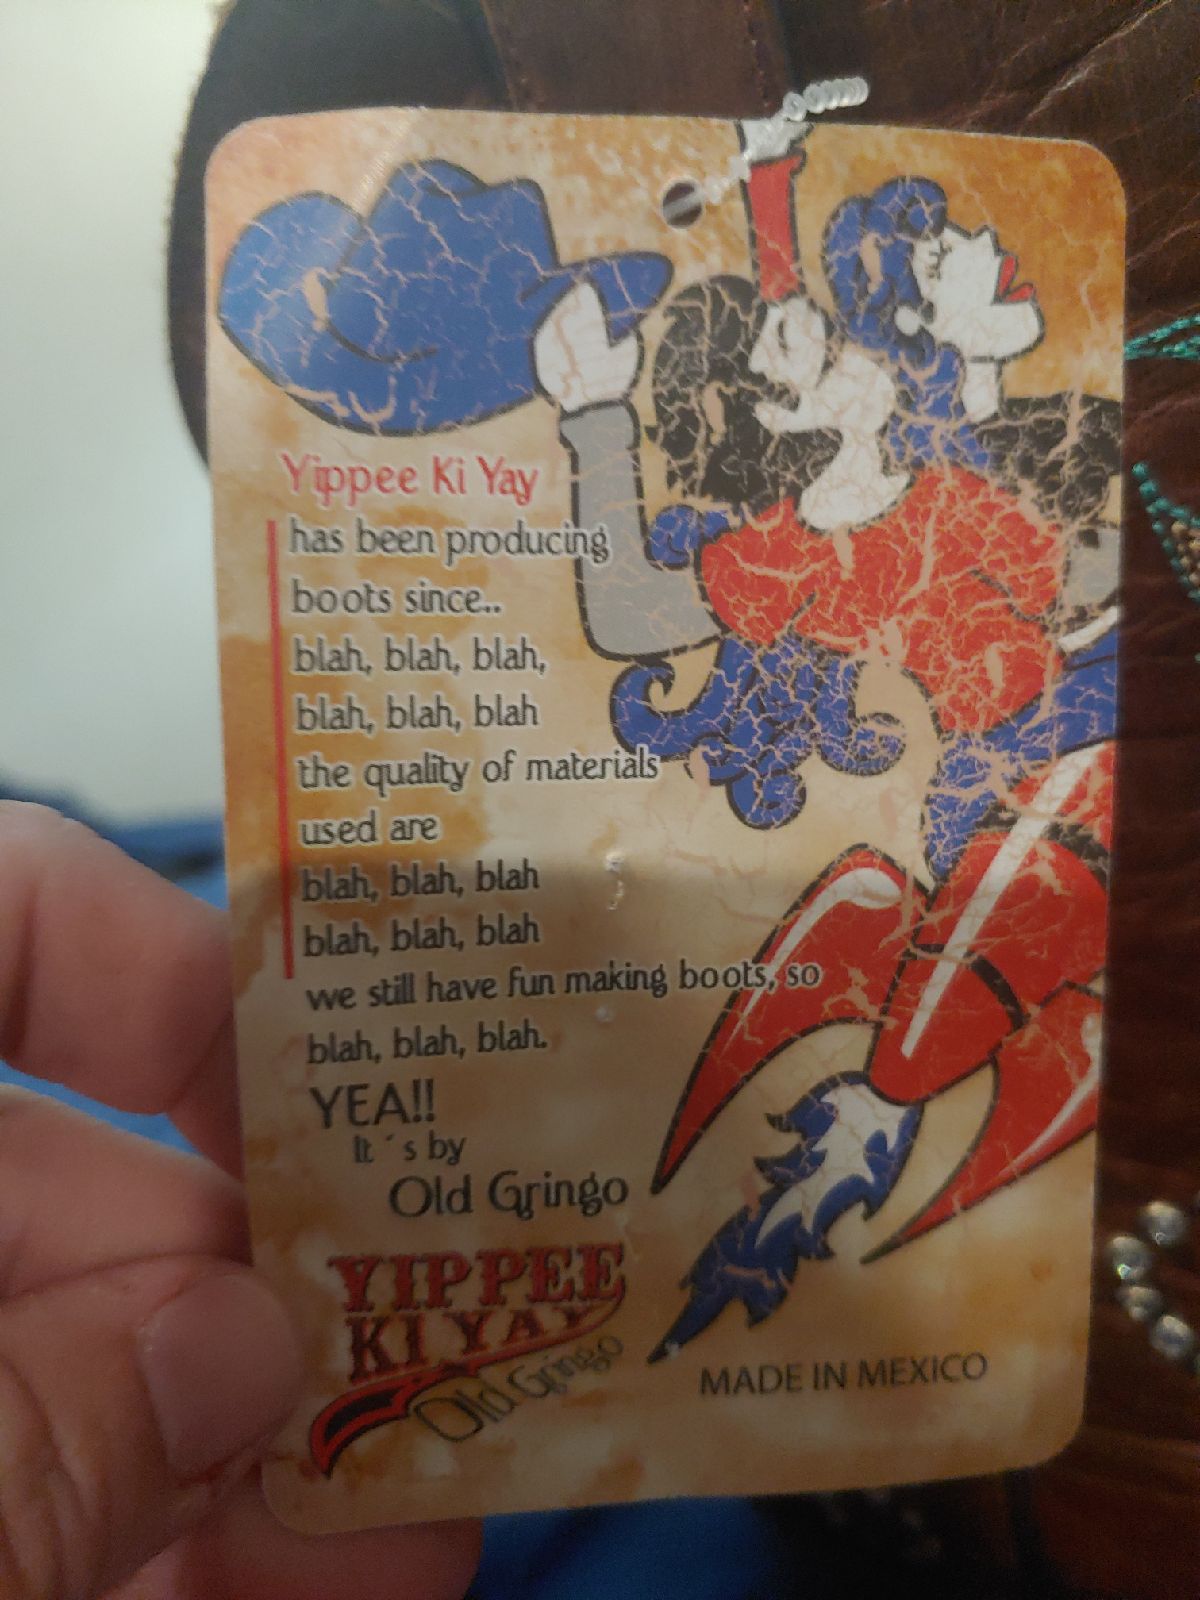 Yippee Ki Yay
has been producing
boots since..
blah, blah, blah,
blah, blah, blah
the quality of materials
used are
blah, blah, blah
blah, blah, blah
we still have fun making boots, so
blah, blah, blah.
YEA!!
It´s by
Old Gringo
YIPPEE
KI YAY
Old Gringo
MADE IN MEXICO